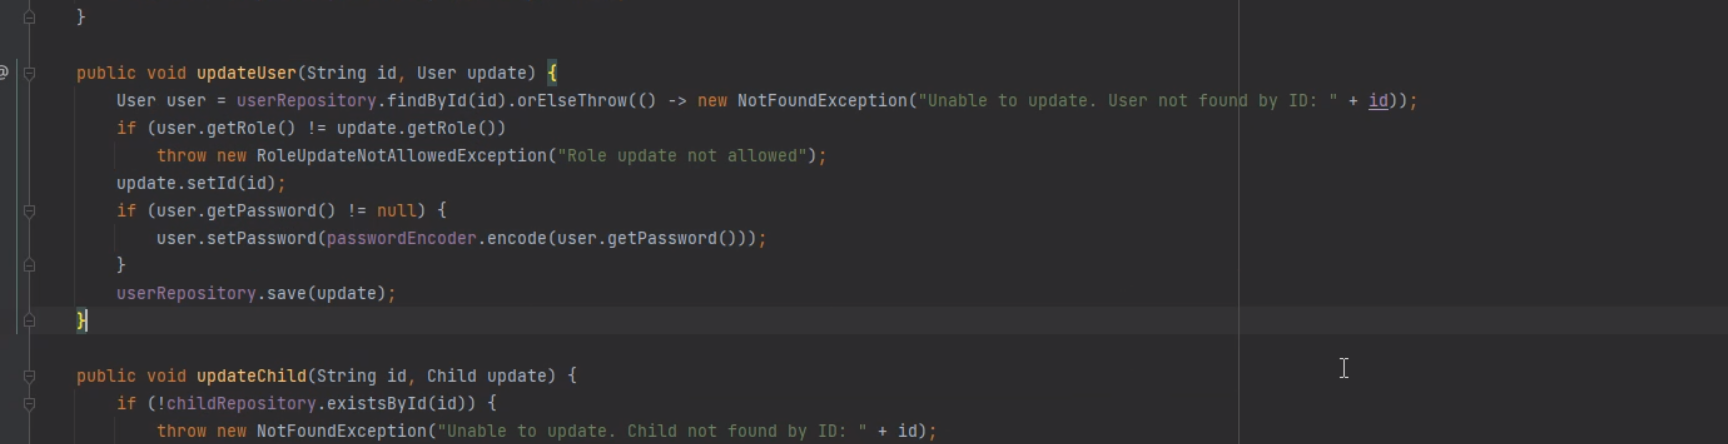 }
@
public void updateUser(String id, User update) {
User user = userRepository.findById(id).orElseThrow(() -> new NotFoundException("Unable to update. User not found by ID: " + id));
if (user.getRole() != update.getRole())
throw new RoleUpdateNotAllowedException("Role update not allowed");
update.setId(id);
if (user.getPassword() != null) {
user.setPassword(passwordEncoder.encode(user.getPassword()));
}
userRepository.save(update);
}
public void updateChild(String id, Child update) {
if (!childRepository.existsById(id)) {
throw new NotFoundException("Unable to update. Child not found by ID: " + id);